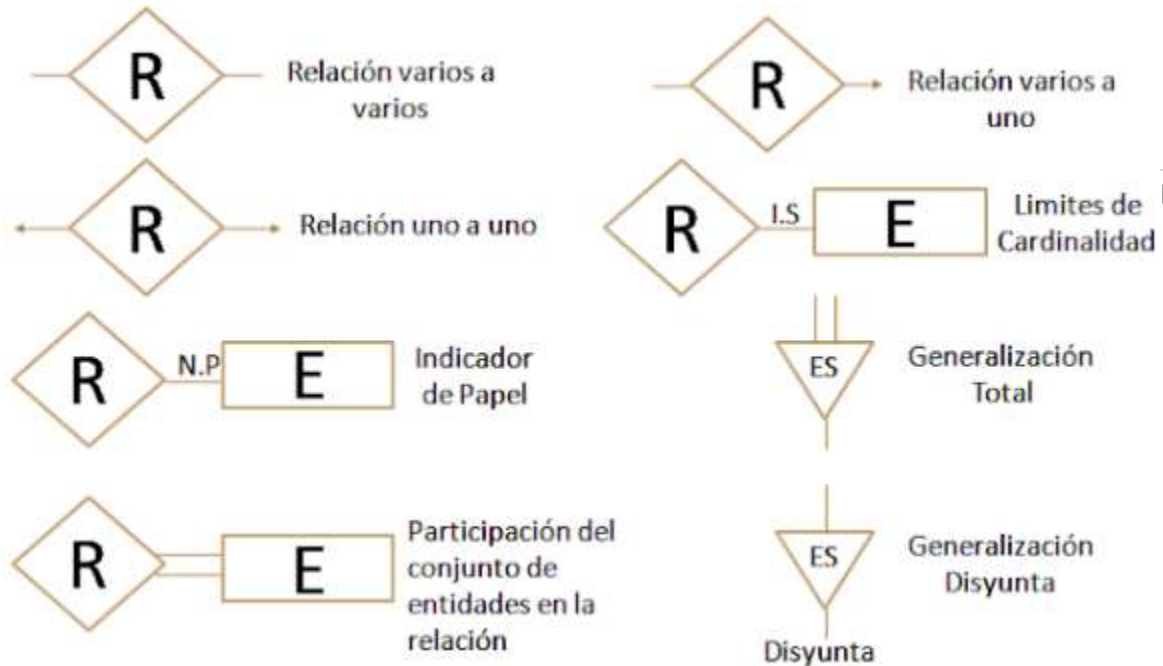 R
Relación varios a
varios
R
Relación varios a
uno
R
Relación uno a uno
R
I.S
E
Limites de
Cardinalidad
R
N.P
E
Indicador
de Papel
ES
Generalización
Total
R
E
Participación del
conjunto de
entidades en la
relación
ES
Generalización
Disyunta
Disyunta